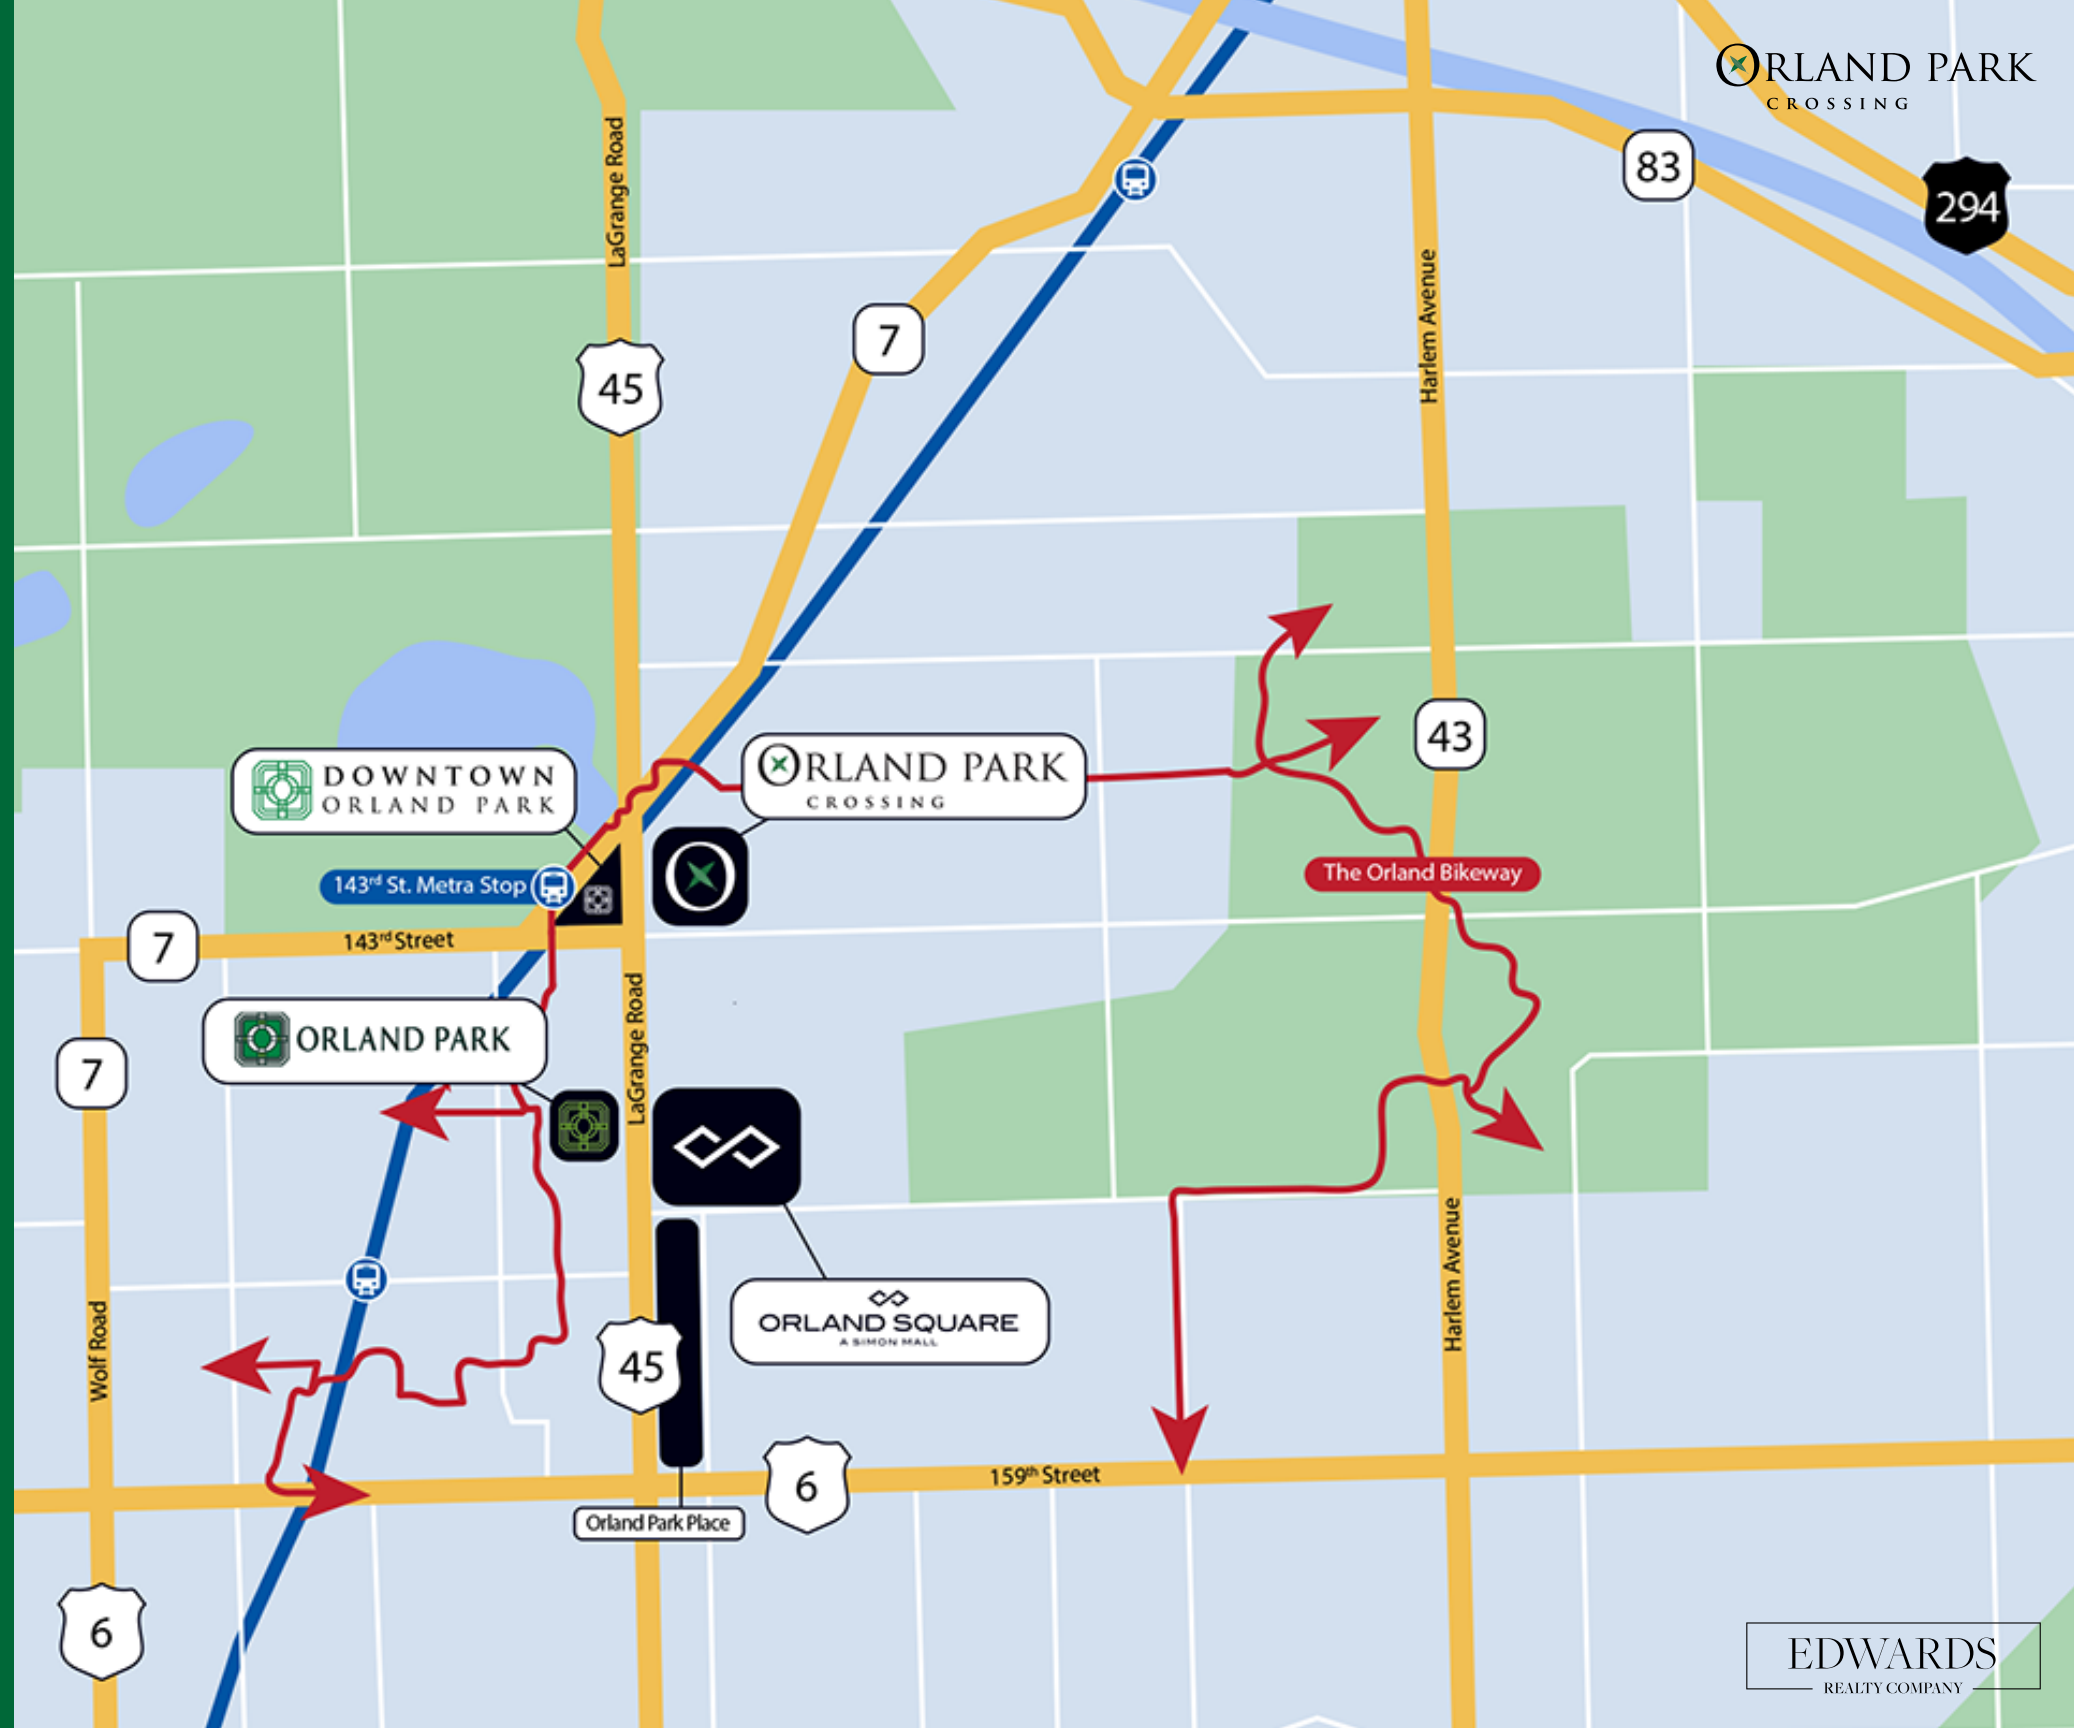 ORLAND PARK
CROSSING
83
294
LaGrange Road
7
45
Harlem Avenue
43
DOWNTOWN
ORLAND PARK
ORLAND PARK
CROSSING
143rd St. Metra Stop
The Orland Bikeway
7
143rd Street
ORLAND PARK
7
LaGrange Road
ORLAND SQUARE
A SIMON MALL
Harlem Avenue
Wolf Road
45
6
159th Street
Orland Park Place
6
EDWARDS
REALTY COMPANY